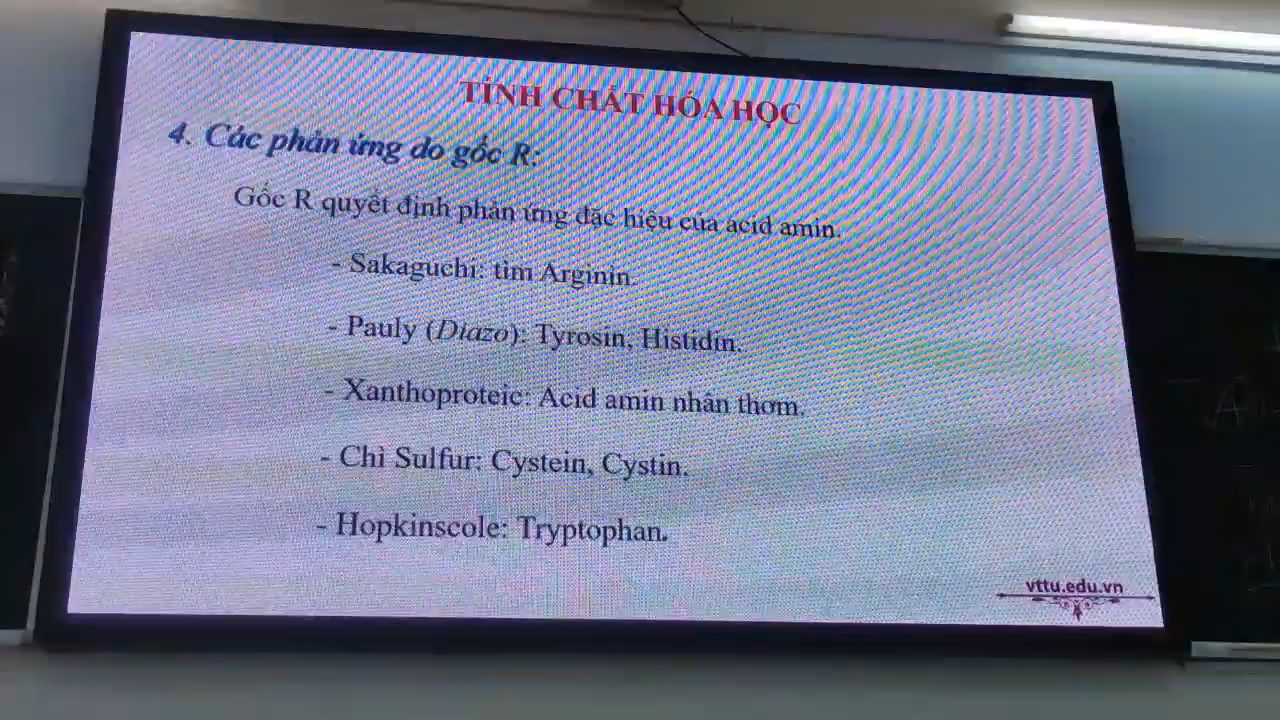 TÍNH CHẤT HÓA HỌC
4. Các phản ứng do gốc R:
Gốc R quyết định phản ứng đặc hiệu của acid amin.
- Sakaguchi: tìm Arginin.
- Pauly (Diazo): Tyrosin, Histidin.
- Xanthoproteic: Acid amin nhân thơm.
- Chì Sulfur: Cystein, Cystin.
- Hopkinscole: Tryptophan.
vttu.edu.vn